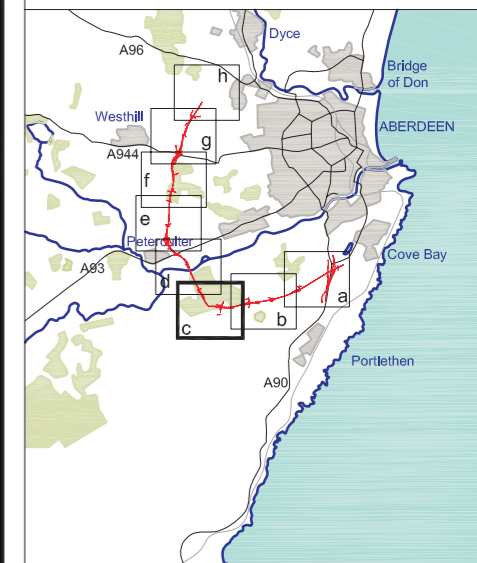 Dyce
A96
Bridge
of Don
h
Westhill
ABERDEEN
g
A944
f
e
Peterculter
Cove Bay
A93
d
a
b
c
Portlethen
A90